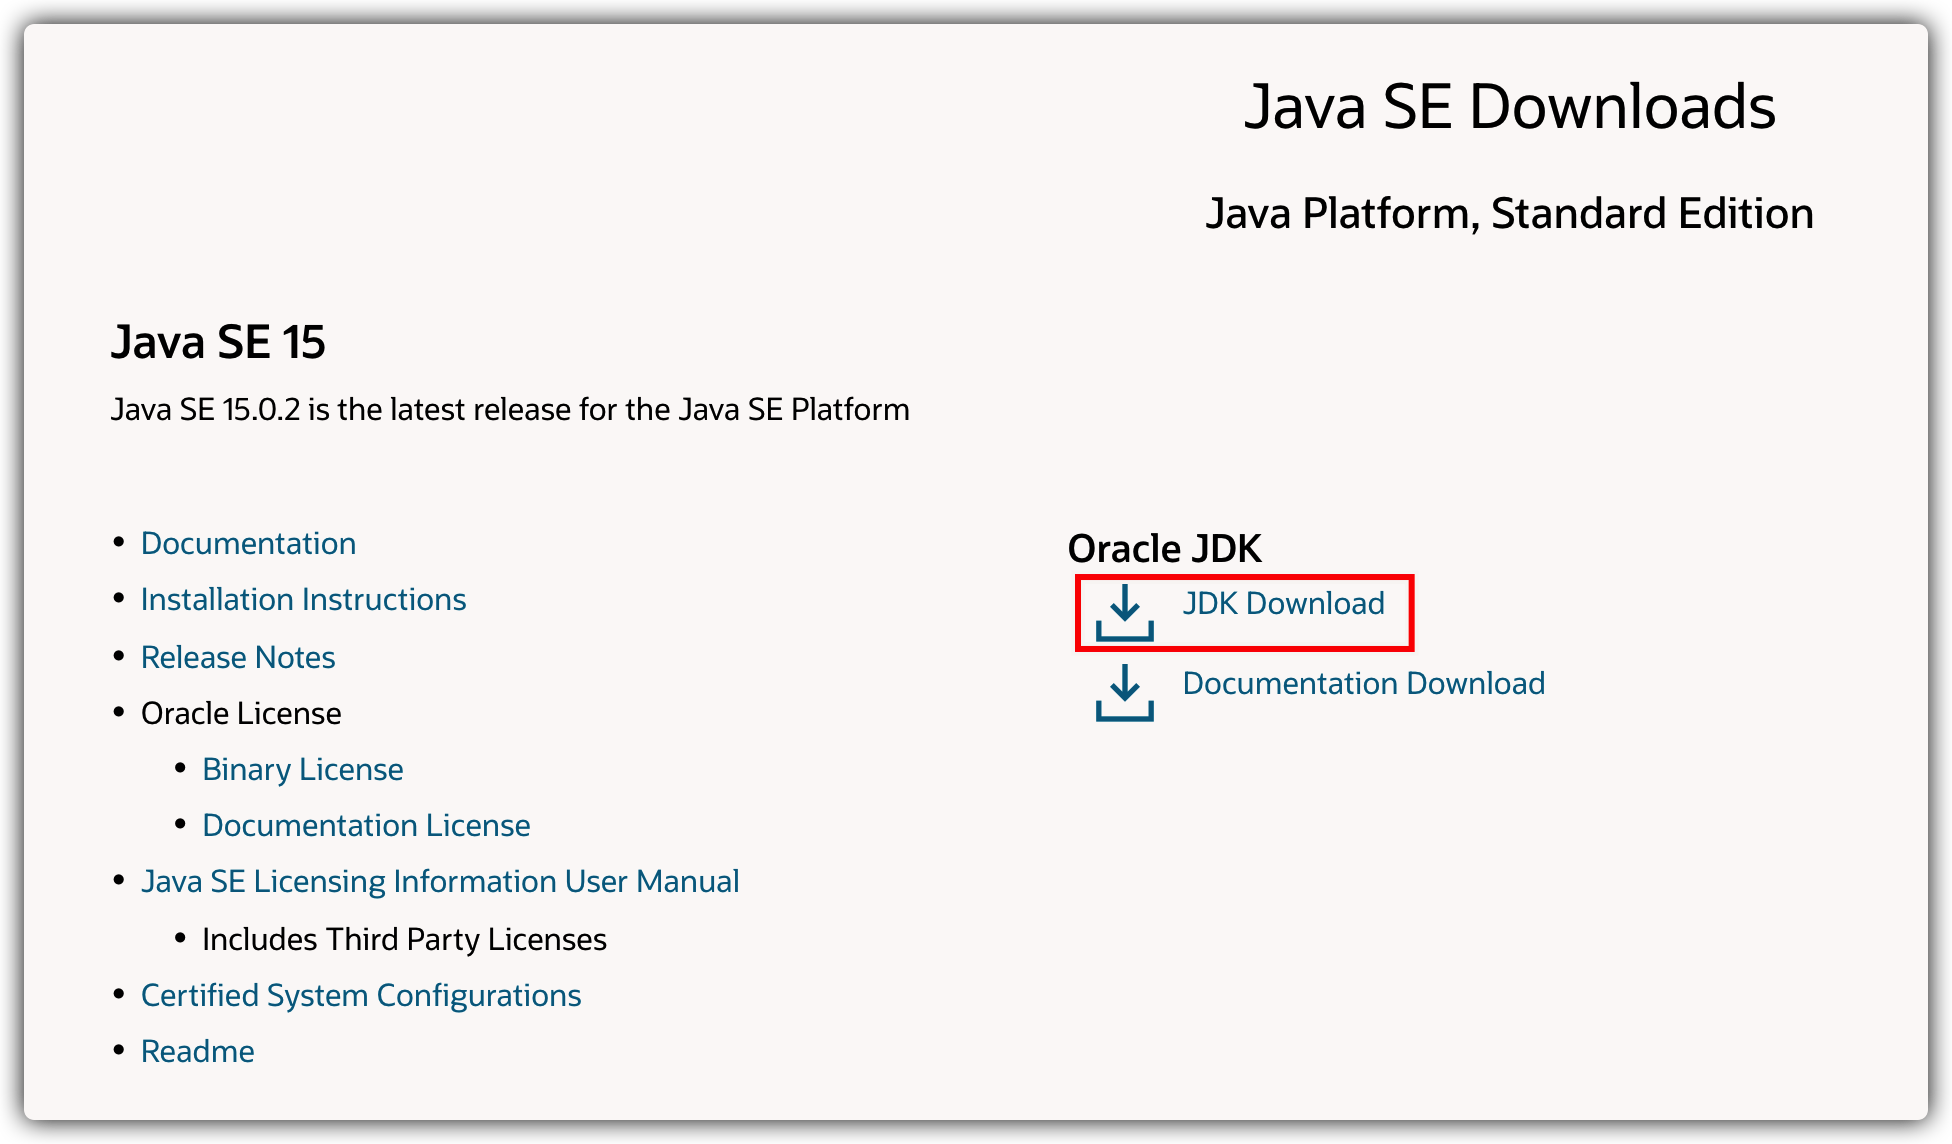 Java SE Downloads
Java Platform, Standard Edition
Java SE 15
Java SE 15.0.2 is the latest release for the Java SE Platform
Documentation
Installation Instructions
Release Notes
Oracle License
Binary License
Documentation License
Java SE Licensing Information User Manual
Includes Third Party Licenses
Certified System Configurations
Readme
Oracle JDK
JDK Download
Documentation Download